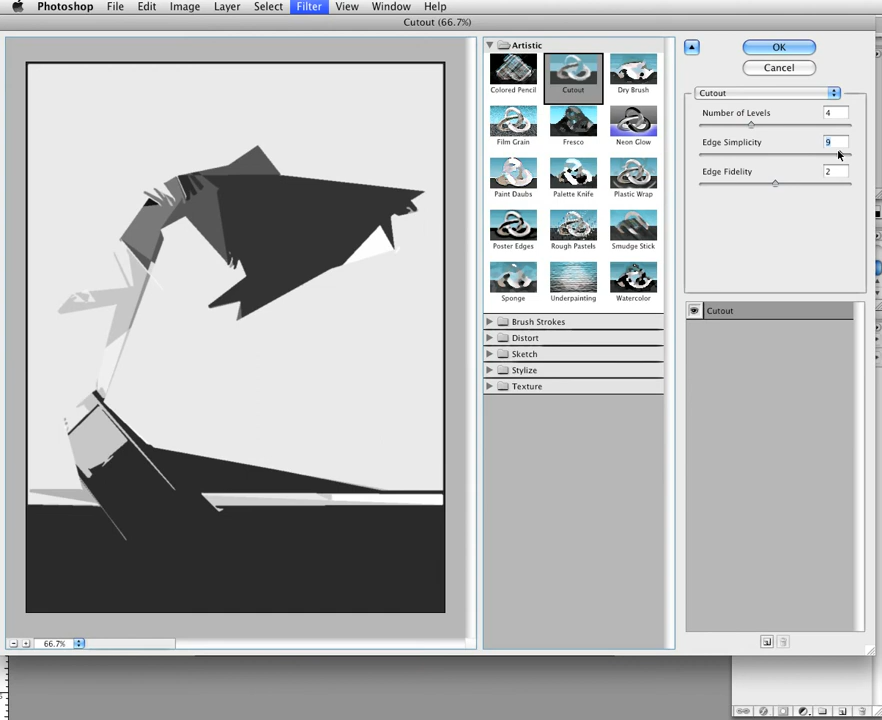 Photoshop File Edit Image Layer Select Filter View Window Help
Cutout (66.7%)
Artistic
Colored Pencil Cutout Dry Brush
Film Grain Fresco Neon Glow
Paint Daubs Palette Knife Plastic Wrap
Poster Edges Rough Pastels Smudge Stick
Sponge Underpainting Watercolor
Brush Strokes
Distort
Sketch
Stylize
Texture
66.7%
OK
Cancel
Cutout
Number of Levels 4
Edge Simplicity 9
Edge Fidelity 2
Cutout